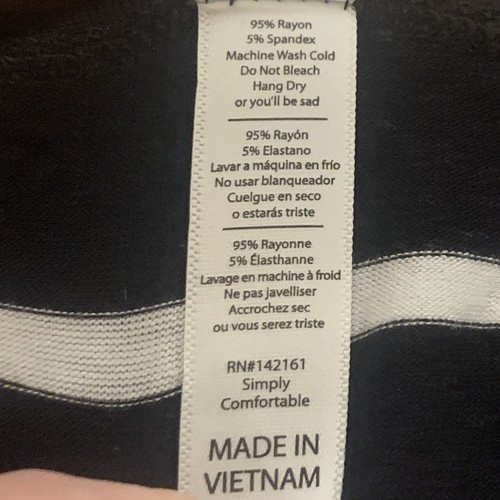 95% Rayon
5% Spandex
Machine Wash Cold
Do Not Bleach
Hang Dry
or you'll be sad
95% Rayón
5% Elastano
Lavar a máquina en frío
No usar blanqueador
Cuelgue en seco
o estarás triste
95% Rayonne
5% Élasthanne
Lavage en machine à froid
Ne pas javelliser
Accrochez sec
ou vous serez triste
RN#142161
Simply
Comfortable
MADE IN
VIETNAM